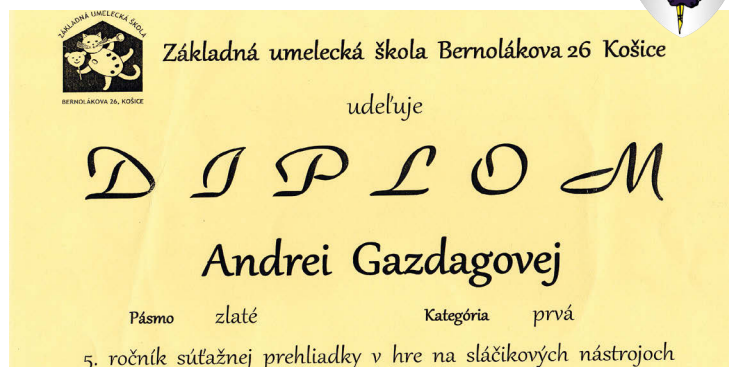 ZÁKLADNÁ UMELECKÁ ŠKOLA
BERNOLÁKOVA 26, KOŠICE
Základná umelecká škola Bernolákova 26 Košice
udeľuje
DIPLOM
Andrei Gazdagovej
Pásmo zlaté Kategória prvá
5. ročník súťažnej prehliadky v hre na sláčikových nástrojoch